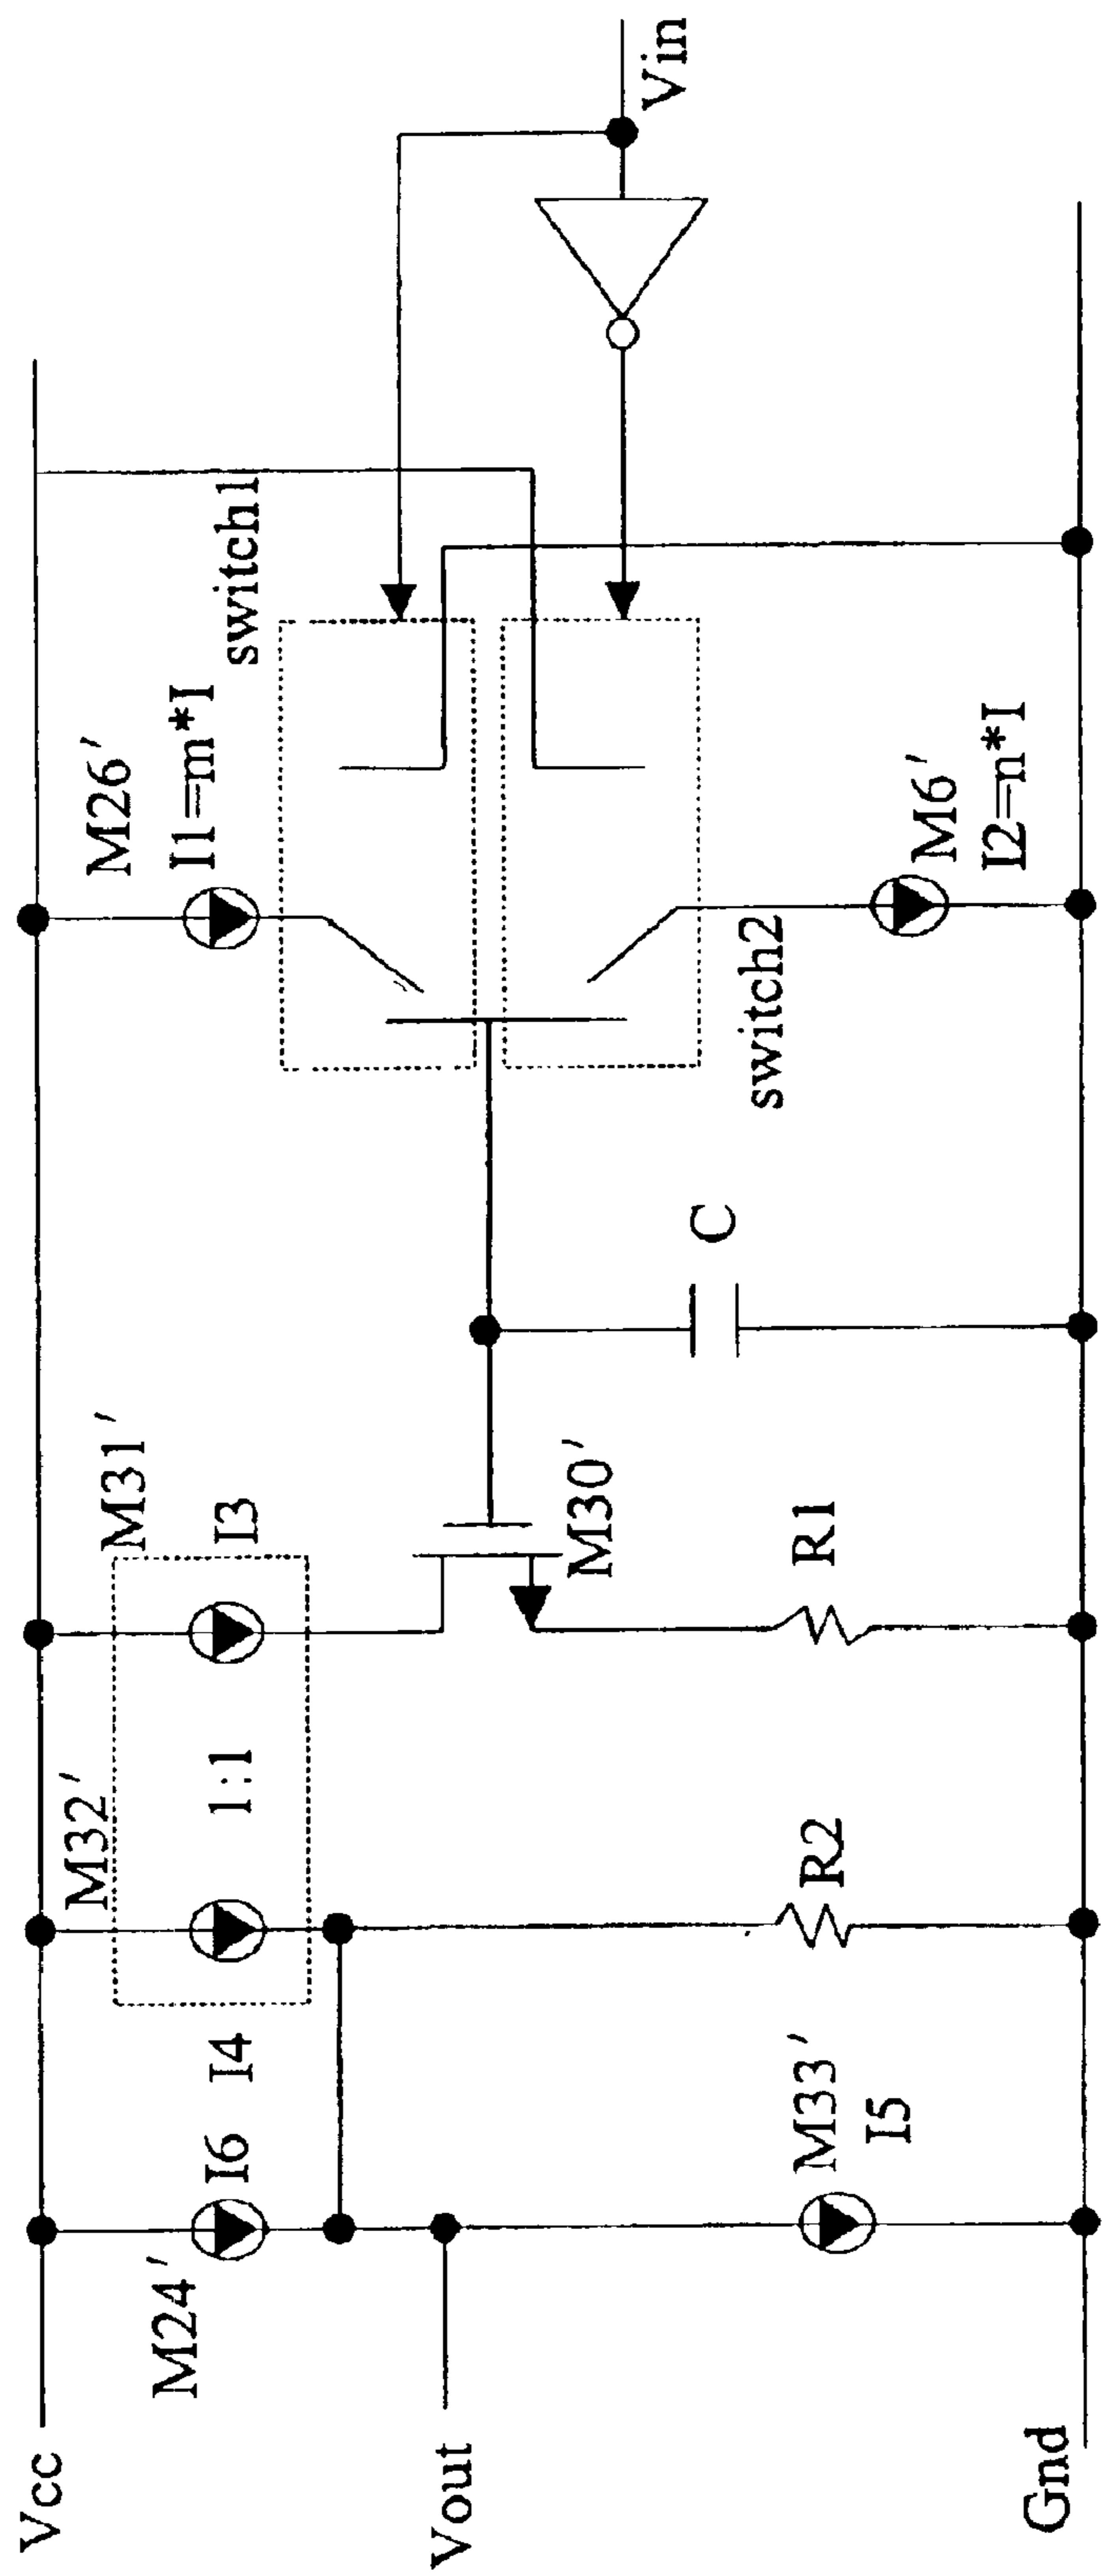 Vcc
Vout
Gnd
M24′
I6
I4
M32′
1:1
M31′
I3
M33′
I5
R2
R1
M30′
C
M26′
I1=m*I
switch1
switch2
M6′
I2=n*I
Vin